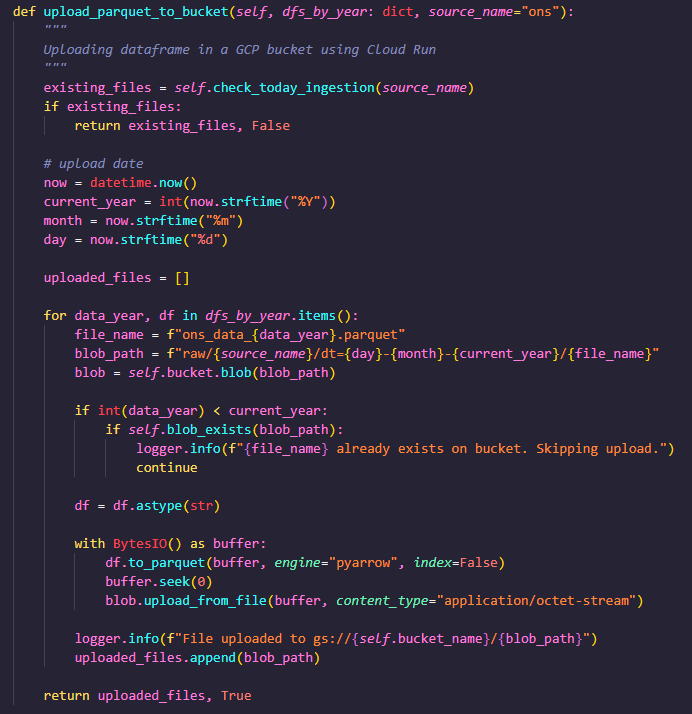 def upload_parquet_to_bucket(self, dfs_by_year: dict, source_name="ons"):
    """
    Uploading dataframe in a GCP bucket using Cloud Run
    """
    existing_files = self.check_today_ingestion(source_name)
    if existing_files:
        return existing_files, False

    # upload date
    now = datetime.now()
    current_year = int(now.strftime("%Y"))
    month = now.strftime("%m")
    day = now.strftime("%d")

    uploaded_files = []

    for data_year, df in dfs_by_year.items():
        file_name = f"ons_data_{data_year}.parquet"
        blob_path = f"raw/{source_name}/dt={day}-{month}-{current_year}/{file_name}"
        blob = self.bucket.blob(blob_path)

        if int(data_year) < current_year:
            if self.blob_exists(blob_path):
                logger.info(f"{file_name} already exists on bucket. Skipping upload.")
                continue

        df = df.astype(str)

        with BytesIO() as buffer:
            df.to_parquet(buffer, engine="pyarrow", index=False)
            buffer.seek(0)
            blob.upload_from_file(buffer, content_type="application/octet-stream")

        logger.info(f"File uploaded to gs://{self.bucket_name}/{blob_path}")
        uploaded_files.append(blob_path)

    return uploaded_files, True